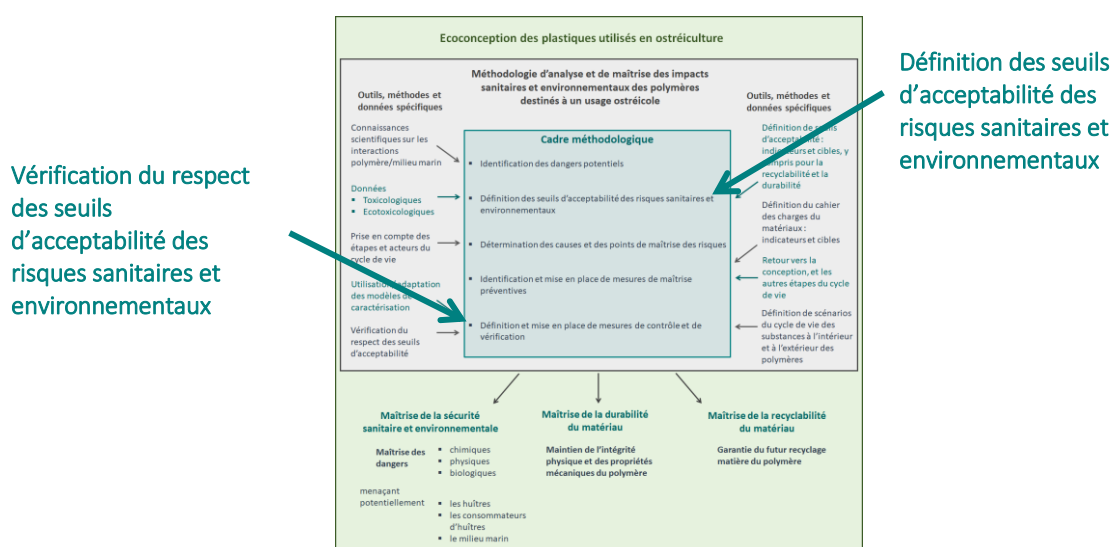 Ecoconception des plastiques utilisés en ostréiculture
Méthodologie d'analyse et de maîtrise des impacts
sanitaires et environnementaux des polymères
destinés à un usage ostréicole
Outils, méthodes et
données spécifiques
Connaissances
scientifiques sur les
interactions
polymère/milieu marin
Données
▪ Toxicologiques
▪ Ecotoxicologiques
Prise en compte des
étapes et acteurs du
cycle de vie
Utilisation/adaptation
des modèles de
caractérisation
Vérification du
respect des seuils
d'acceptabilité
Cadre méthodologique
▪ Identification des dangers potentiels
▪ Définition des seuils d'acceptabilité des risques sanitaires et
environnementaux
▪ Détermination des causes et des points de maîtrise des risques
▪ Identification et mise en place de mesures de maîtrise
préventives
▪ Définition et mise en place de mesures de contrôle et de
vérification
Outils, méthodes et
données spécifiques
Définition de seuils
d'acceptabilité :
indicateurs et cibles, y
compris pour la
recyclabilité et la
durabilité
Définition du cahier
des charges du
matériaux :
indicateurs et cibles
Retour vers la
conception, et les
autres étapes du cycle
de vie
Définition de scénarios
du cycle de vie des
substances à l'intérieur
et à l'extérieur des
polymères
Vérification du respect
des seuils
d'acceptabilité des
risques sanitaires et
environnementaux
Définition des seuils
d'acceptabilité des
risques sanitaires et
environnementaux
Maîtrise de la sécurité
sanitaire et environnementale
Maîtrise des
dangers
▪ chimiques
▪ physiques
▪ biologiques
menaçant
potentiellement
▪ les huîtres
▪ les consommateurs
d'huîtres
▪ le milieu marin
Maîtrise de la durabilité
du matériau
Maintien de l'intégrité
physique et des propriétés
mécaniques du polymère
Maîtrise de la recyclabilité
du matériau
Garantie du futur recyclage
matière du polymère